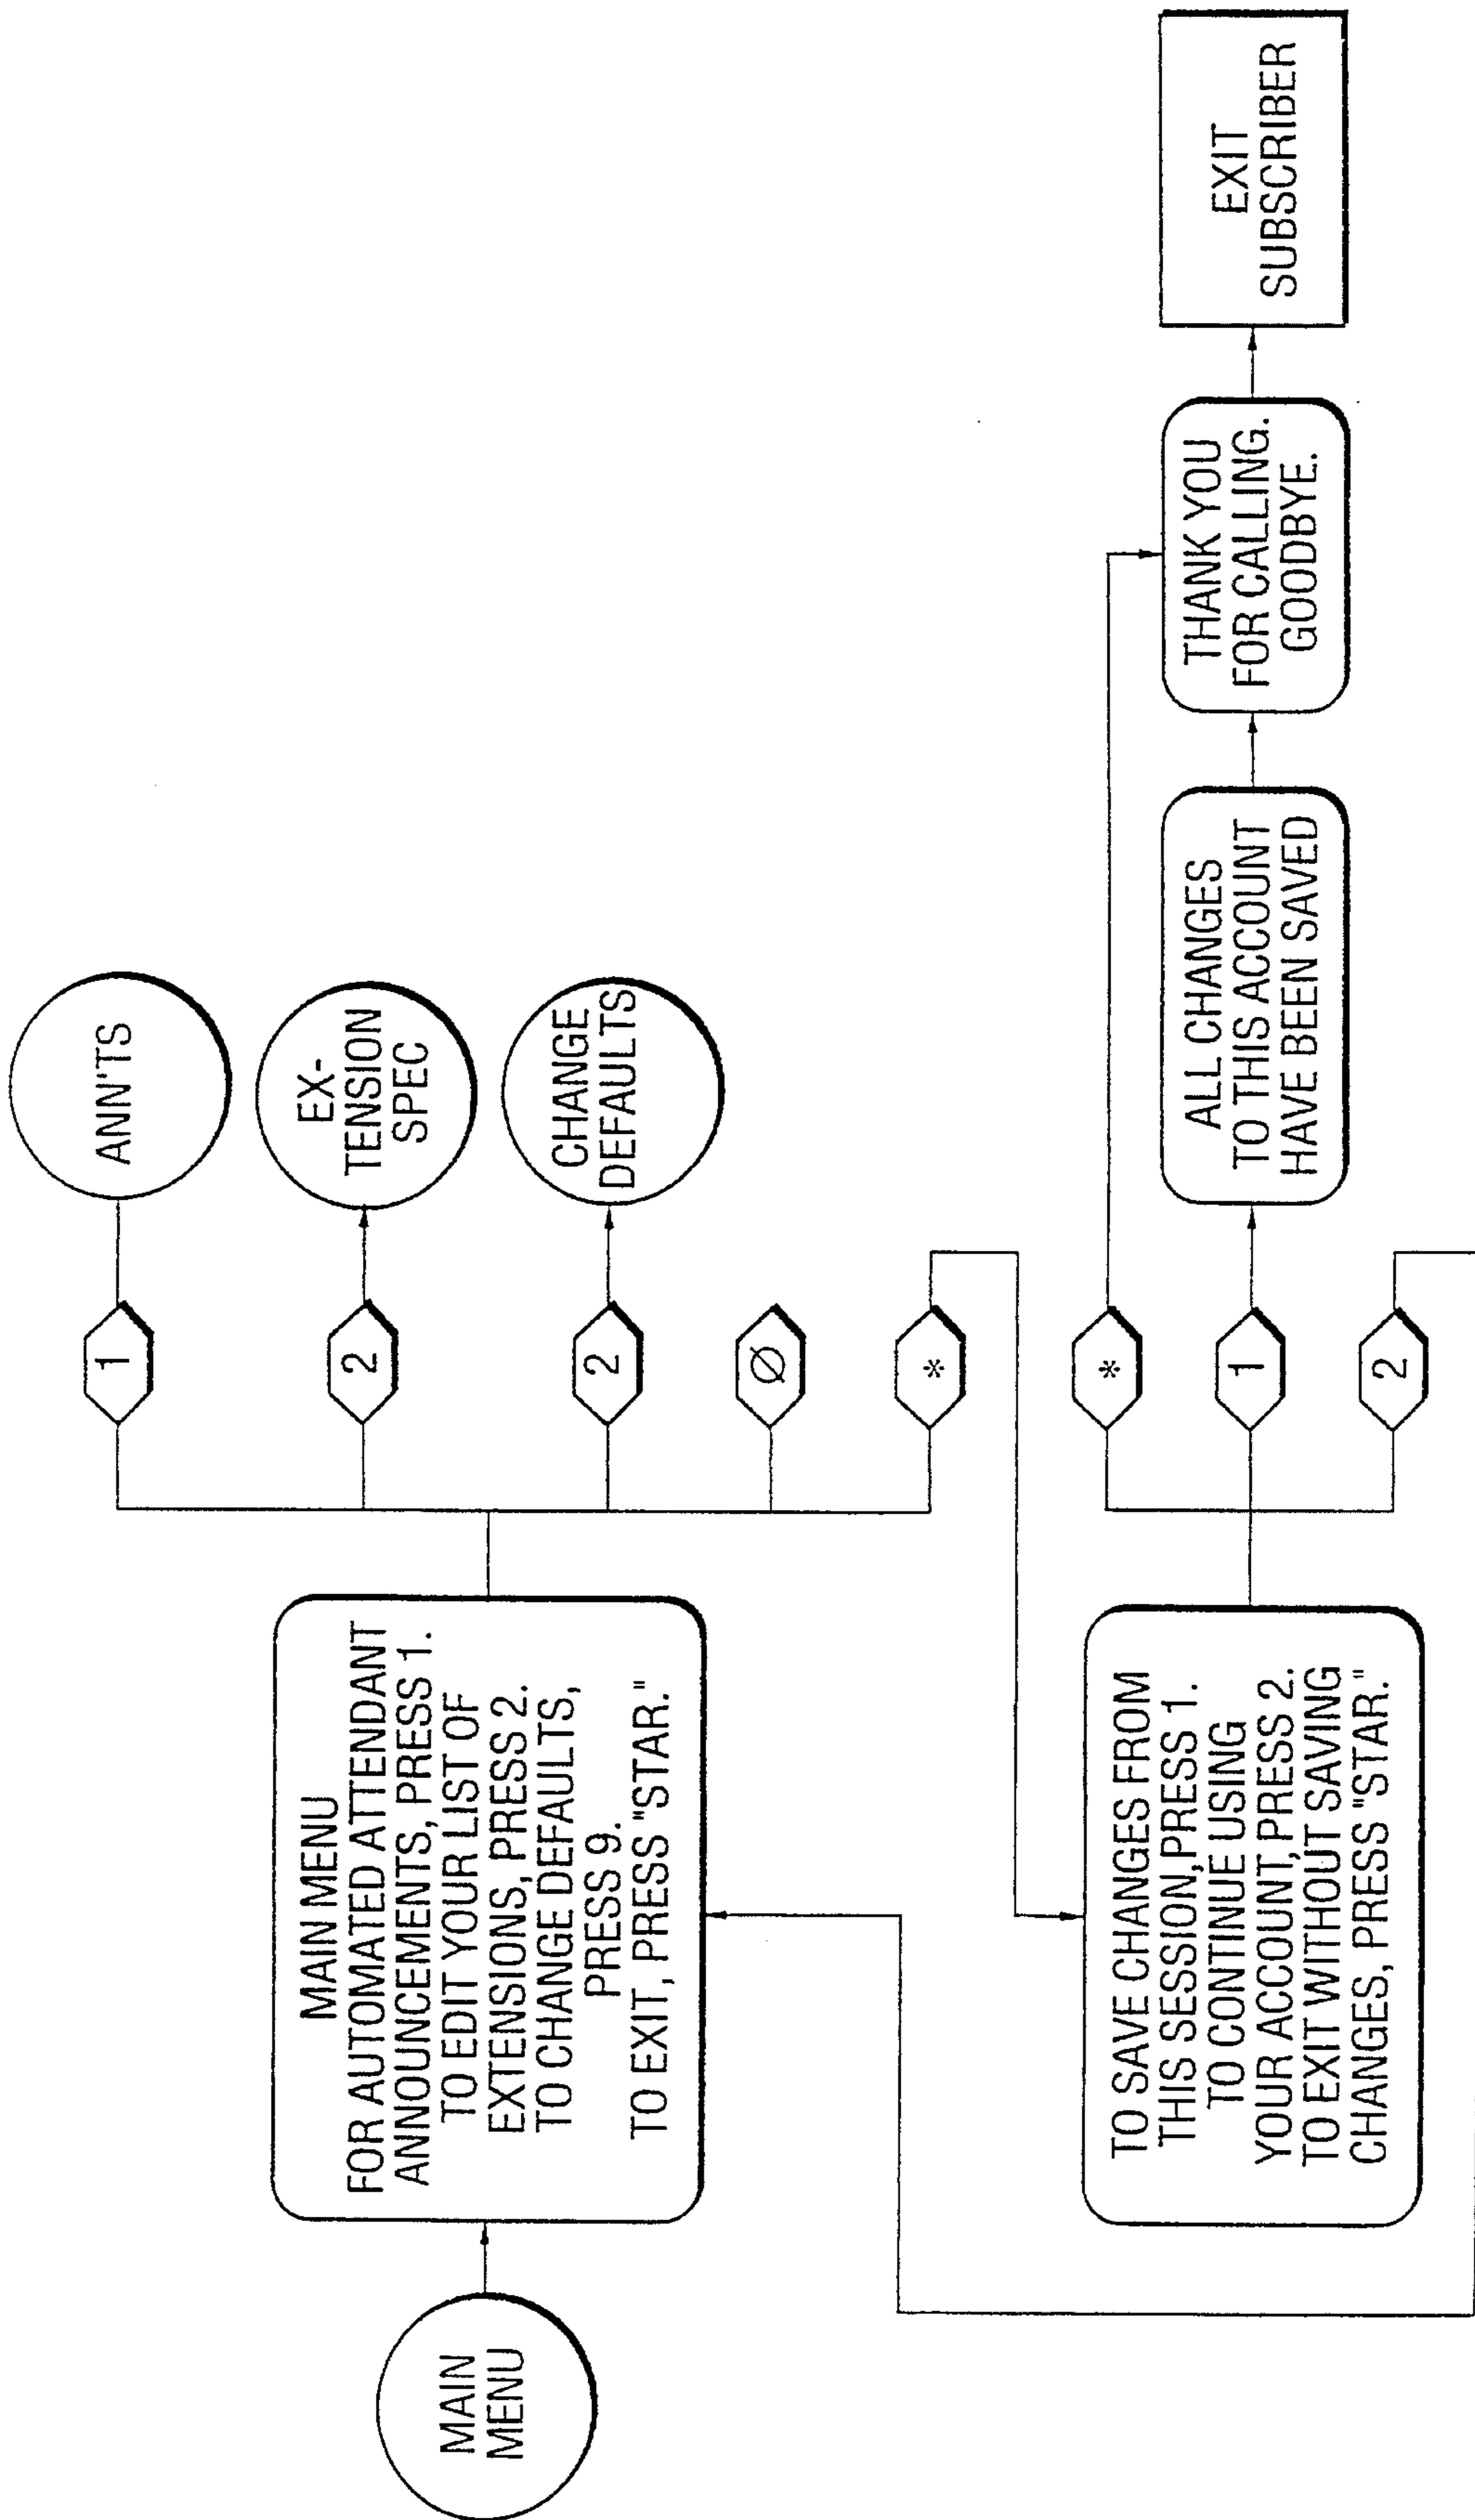 MAIN
MENU
MAIN MENU
FOR AUTOMATED ATTENDANT
ANNOUNCEMENTS, PRESS 1.
TO EDIT YOUR LIST OF
EXTENSIONS, PRESS 2.
TO CHANGE DEFAULTS,
PRESS 9.
TO EXIT, PRESS "STAR."
1
ANN'TS
2
EX-
TENSION
SPEC
2
CHANGE
DEFAULTS
Ø
*
TO SAVE CHANGES FROM
THIS SESSION, PRESS 1.
TO CONTINUE USING
YOUR ACCOUNT, PRESS 2.
TO EXIT WITHOUT SAVING
CHANGES, PRESS "STAR."
*
1
2
ALL CHANGES
TO THIS ACCOUNT
HAVE BEEN SAVED
THANK YOU
FOR CALLING.
GOODBYE.
EXIT
SUBSCRIBER